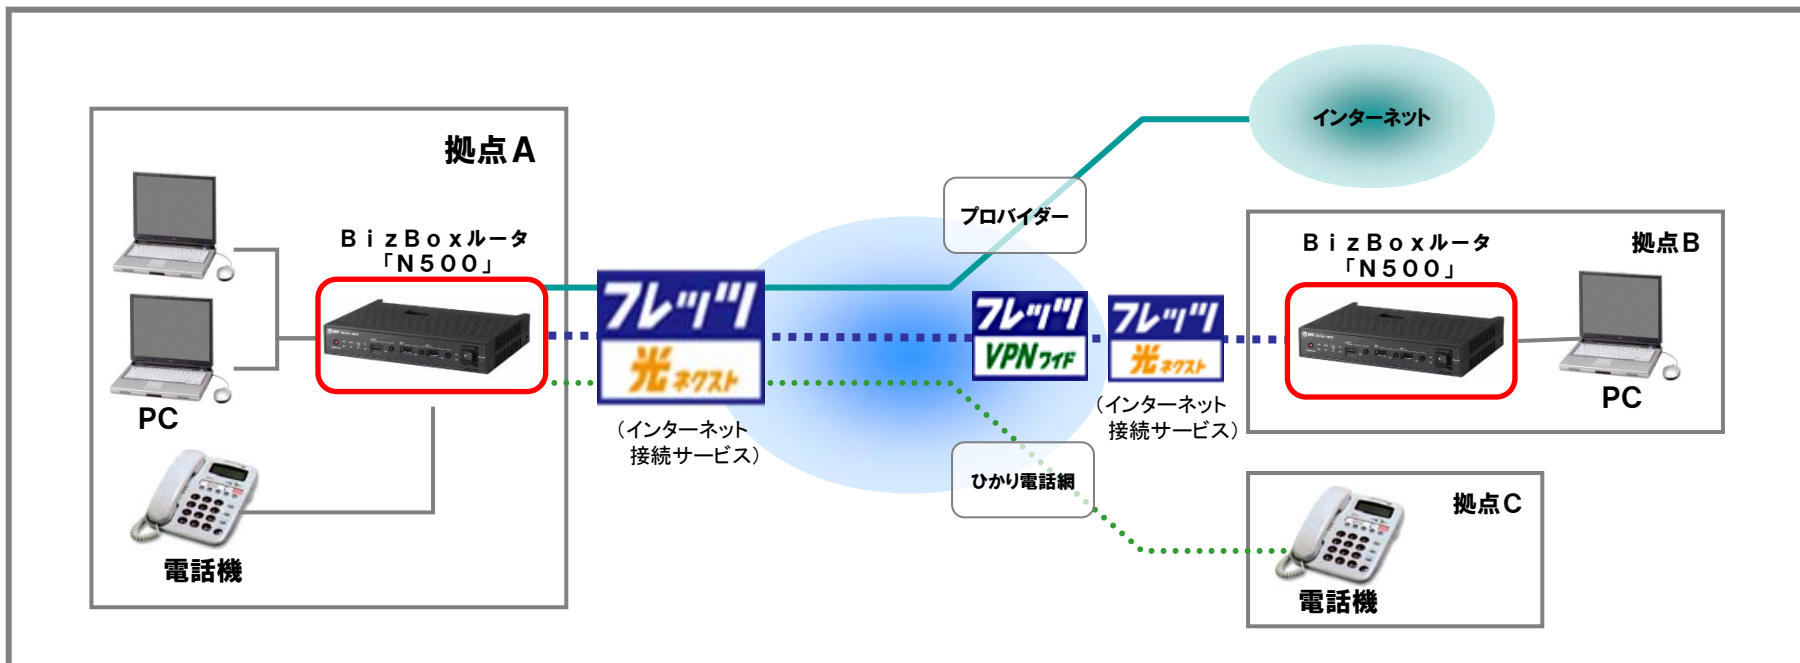 インターネット
拠点A
プロバイダー
BizBoxルータ
「N500」
BizBoxルータ
「N500」
拠点B
フレッツ
光ネクスト
フレッツ
VPNワイド
フレッツ
光ネクスト
PC
PC
（インターネット
接続サービス）
（インターネット
接続サービス）
ひかり電話網
拠点C
電話機
電話機